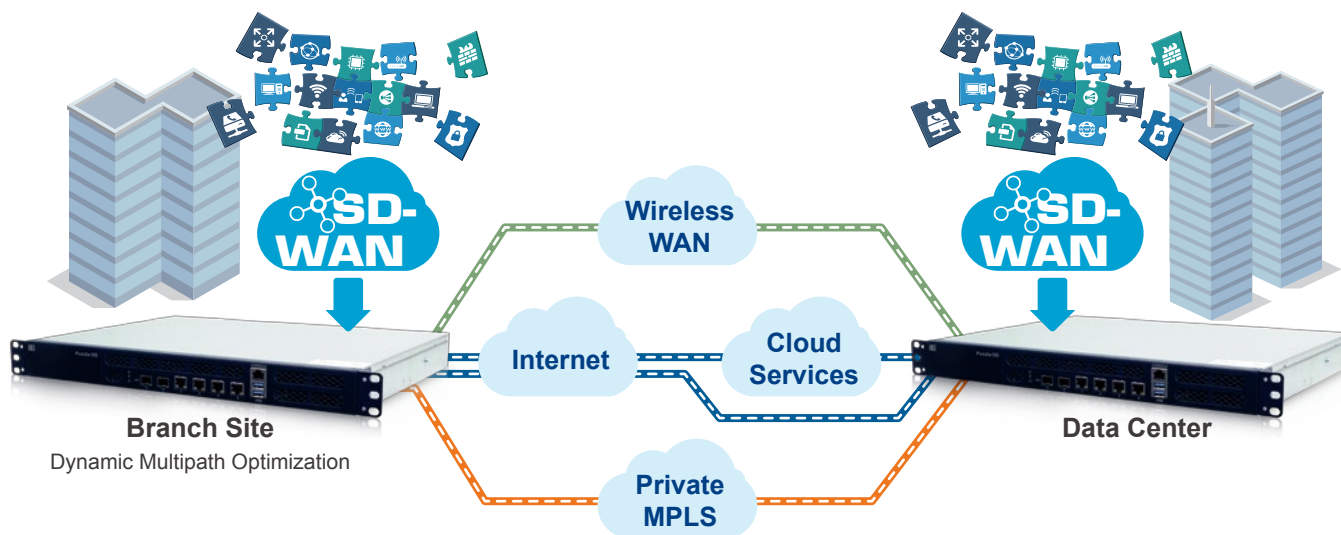 SD-
WAN
SD-
WAN
Wireless
WAN
Internet
Cloud
Services
Branch Site
Dynamic Multipath Optimization
Data Center
Private
MPLS